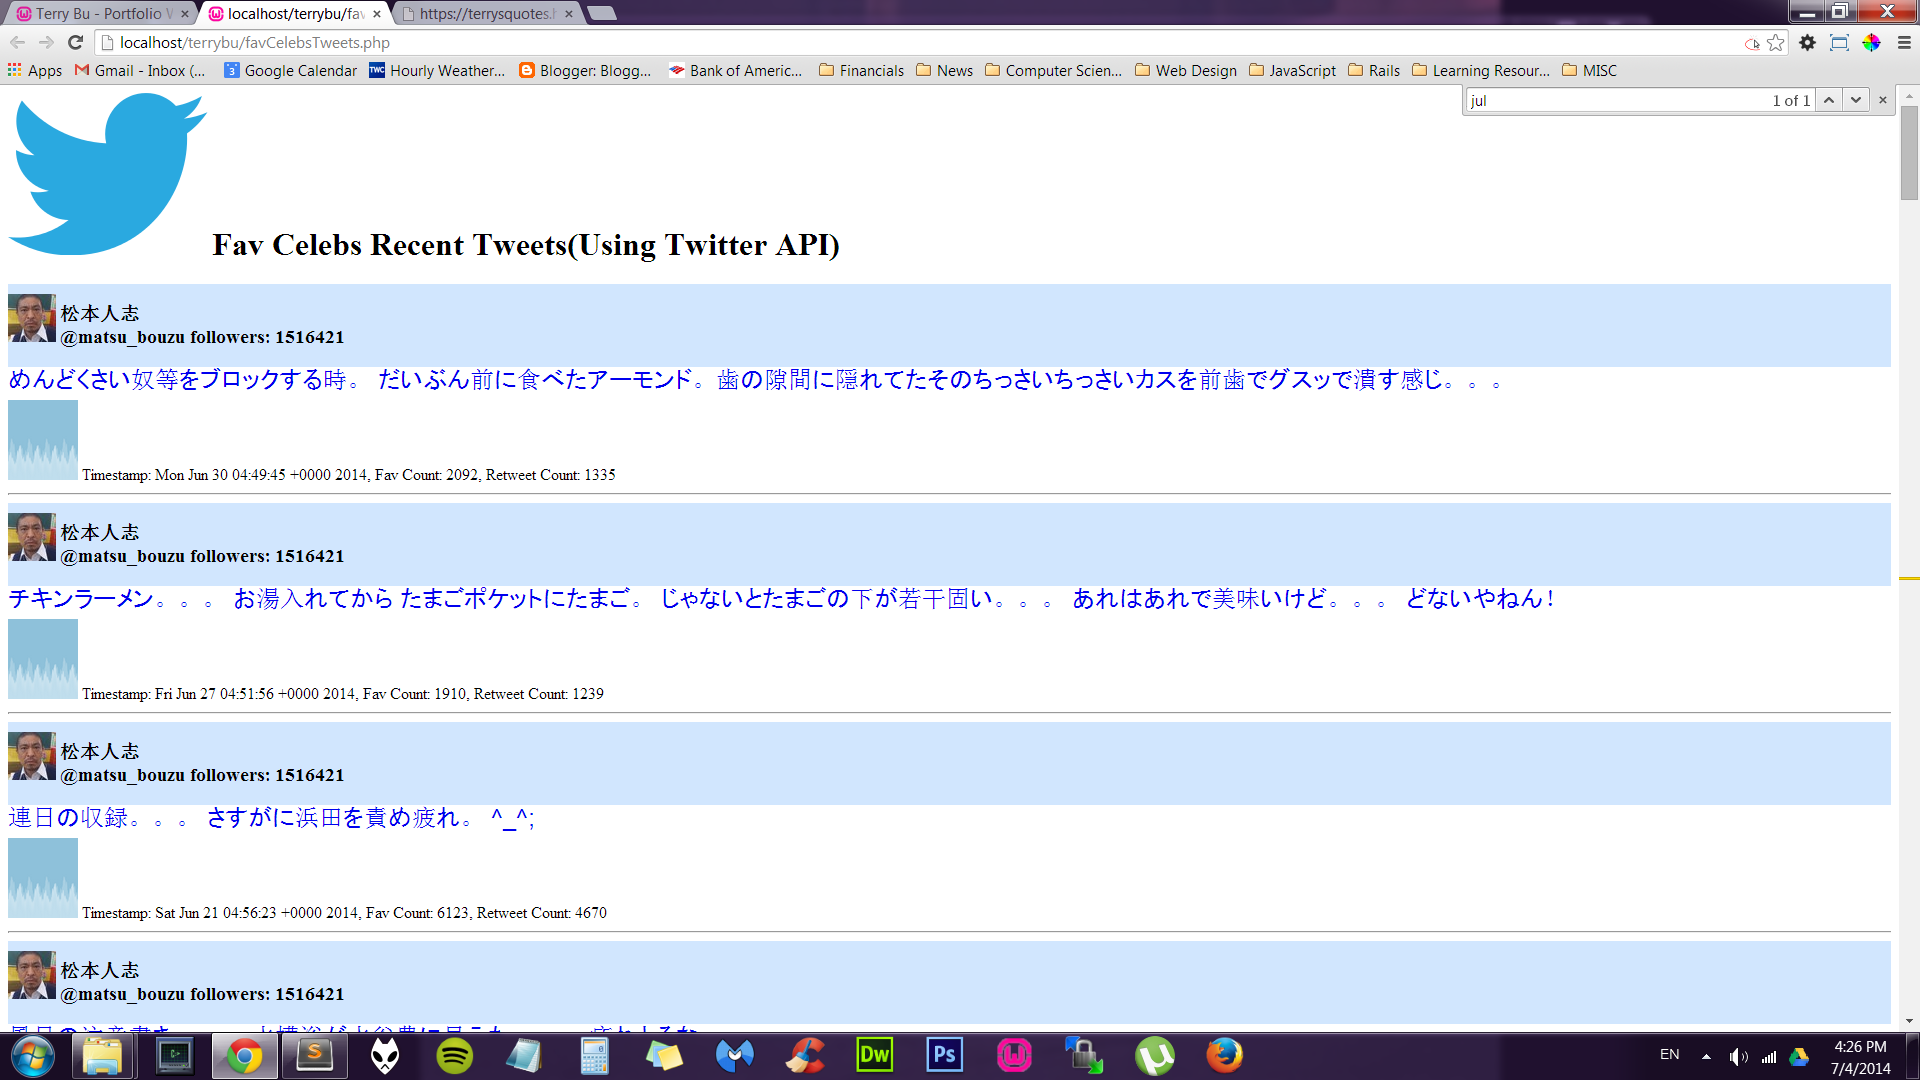 Terry Bu - Portfolio W
localhost/terrybu/fav
https://terrysquotes.h
localhost/terrybu/favCelebsTweets.php
Apps
Gmail - Inbox (...
3
Google Calendar
TWC
Hourly Weather...
Blogger: Blogg...
Bank of Americ...
Financials
News
Computer Scien...
Web Design
JavaScript
Rails
Learning Resour...
MISC
jul
1 of 1
Fav Celebs Recent Tweets(Using Twitter API)
松本人志
@matsu_bouzu followers: 1516421
めんどくさい奴等をブロックする時。 だいぶん前に食べたアーモンド。歯の隙間に隠れてたそのちっさいちっさいカスを前歯でグスッで潰す感じ。。。
Timestamp: Mon Jun 30 04:49:45 +0000 2014, Fav Count: 2092, Retweet Count: 1335
松本人志
@matsu_bouzu followers: 1516421
チキンラーメン。。。 お湯入れてから たまごポケットにたまご。 じゃないとたまごの下が若干固い。。。 あれはあれで美味いけど。。。 どないやねん！
Timestamp: Fri Jun 27 04:51:56 +0000 2014, Fav Count: 1910, Retweet Count: 1239
松本人志
@matsu_bouzu followers: 1516421
連日の収録。。。 さすがに浜田を責め疲れ。 ^_^;
Timestamp: Sat Jun 21 04:56:23 +0000 2014, Fav Count: 6123, Retweet Count: 4670
松本人志
@matsu_bouzu followers: 1516421
S
Dw
Ps
EN
4:26 PM
7/4/2014